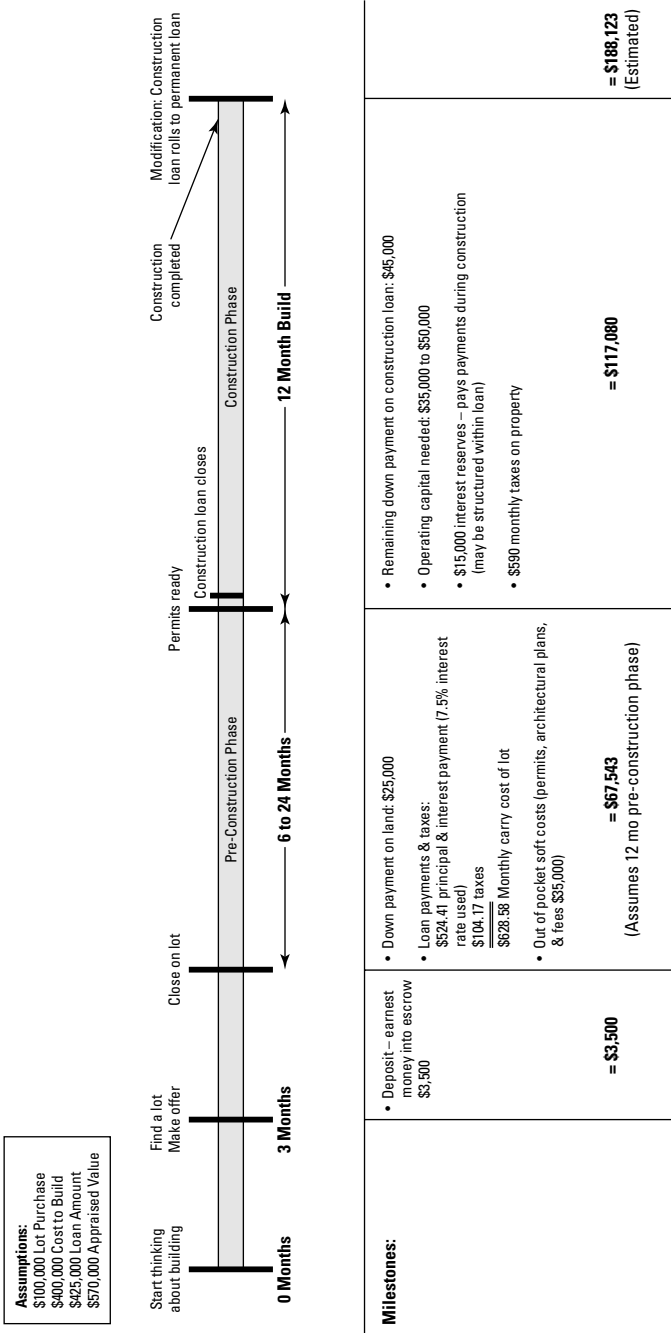 Assumptions:
$100,000 Lot Purchase
$400,000 Cost to Build
$425,000 Loan Amount
$570,000 Appraised Value
Start thinking
about building
Find a lot
Make offer
Close on lot
Permits ready
Construction loan closes
Construction
completed
Modification: Construction
loan rolls to permanent loan
Pre-Construction Phase
Construction Phase
0 Months
3 Months
6 to 24 Months
12 Month Build
Milestones:
• Deposit – earnest
money into escrow
$3,500
= $3,500
• Down payment on land: $25,000
• Loan payments & taxes:
$524.41 principal & interest payment (7.5% interest
rate used)
$104.17 taxes
$628.58 Monthly carry cost of lot
• Out of pocket soft costs (permits, architectural plans,
& fees $35,000)
= $67,543
(Assumes 12 mo pre-construction phase)
• Remaining down payment on construction loan: $45,000
• Operating capital needed: $35,000 to $50,000
• $15,000 interest reserves – pays payments during construction
(may be structured within loan)
• $590 monthly taxes on property
= $117,080
= $188,123
(Estimated)